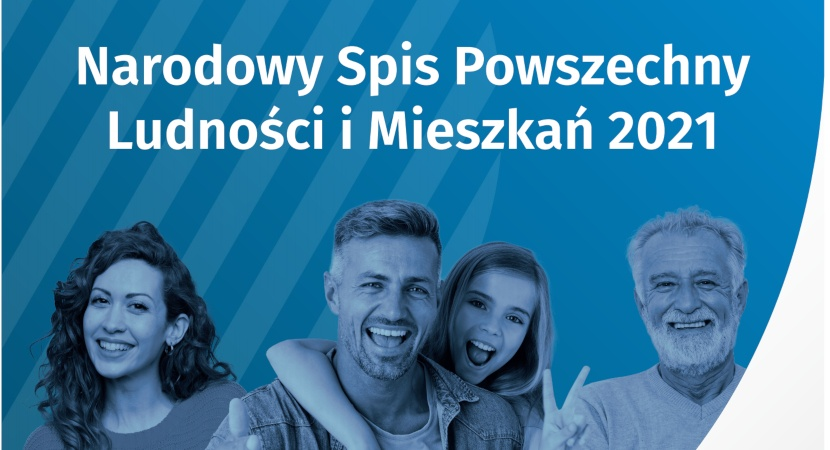 Narodowy Spis Powszechny
Ludności i Mieszkań 2021